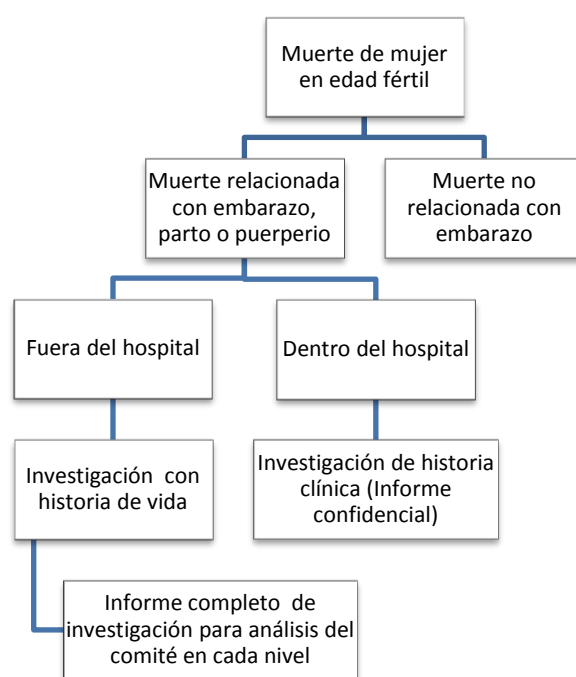 Muerte de mujer
en edad fértil
Muerte relacionada
con embarazo,
parto o puerperio
Muerte no
relacionada con
embarazo
Fuera del hospital
Dentro del hospital
Investigación con
historia de vida
Investigación de historia
clínica (Informe
confidencial)
Informe completo de
investigación para análisis del
comité en cada nivel